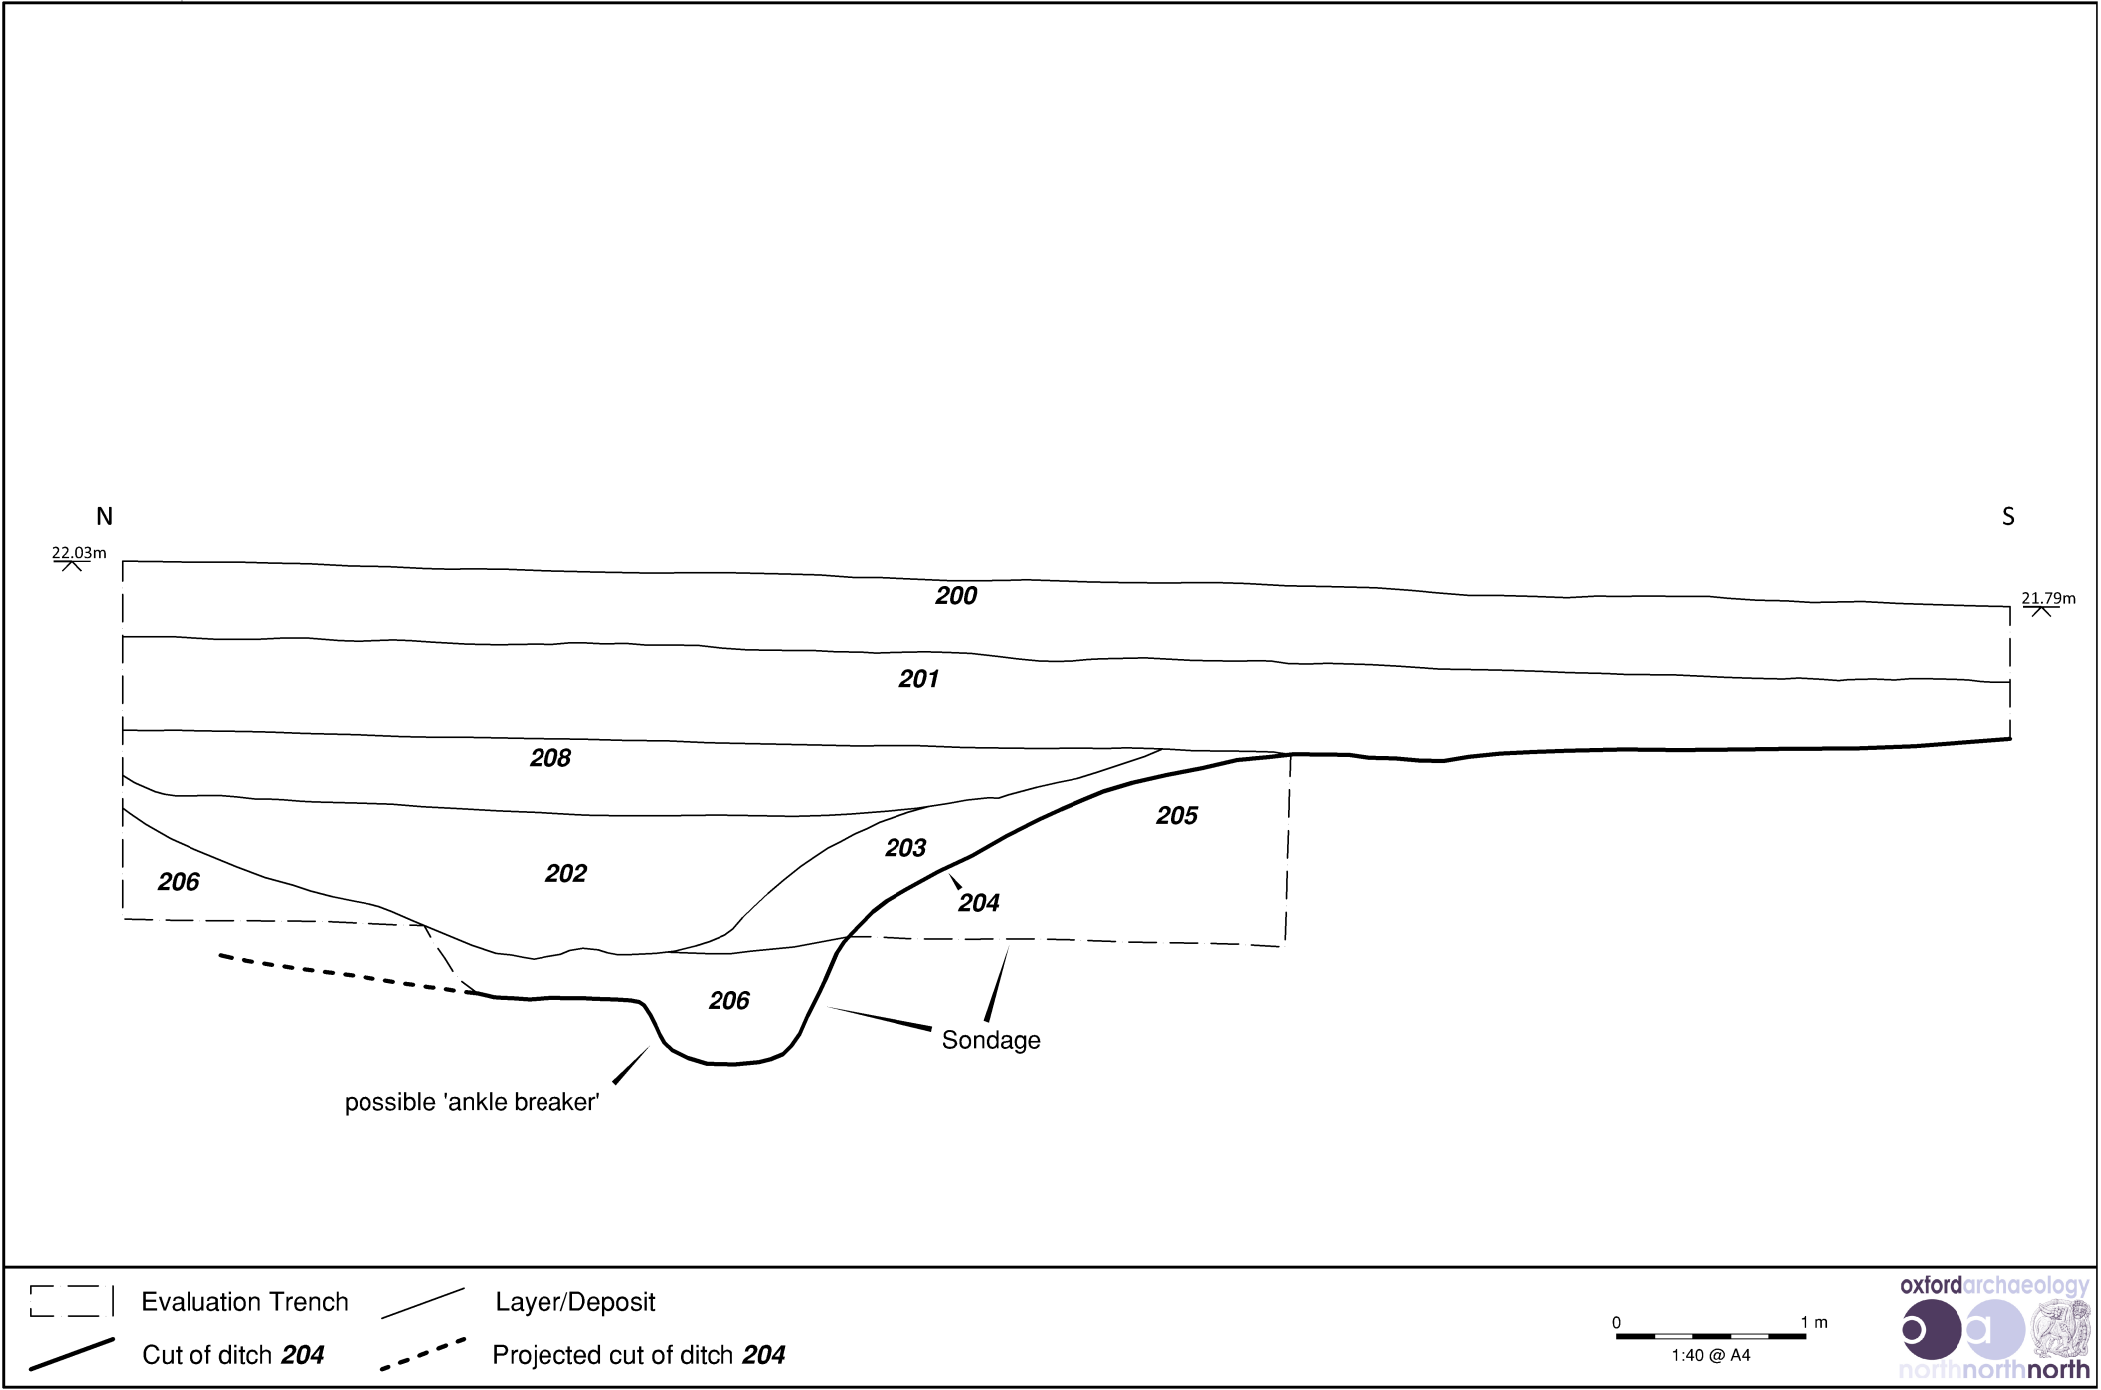 N
S
22.03m
21.79m
200
201
208
205
203
202
206
204
206
Sondage
possible 'ankle breaker'
Evaluation Trench
Layer/Deposit
Cut of ditch 204
Projected cut of ditch 204
0 1 m
1:40 @ A4
oxfordarchaeology
oa
northnorthnorth